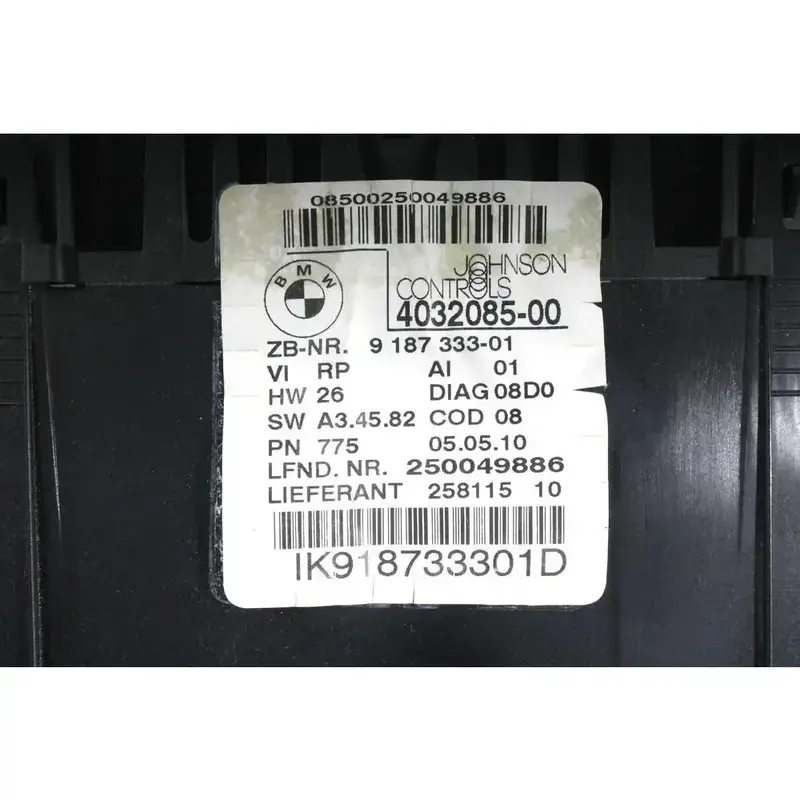 08500250049886
BMW
JOHNSON
CONTROLS
4032085-00
ZB-NR. 9 187 333-01
VI RP AI 01
HW 26 DIAG 08D0
SW A3.45.82 COD 08
PN 775 05.05.10
LFND. NR. 250049886
LIEFERANT 258115 10
IK918733301D